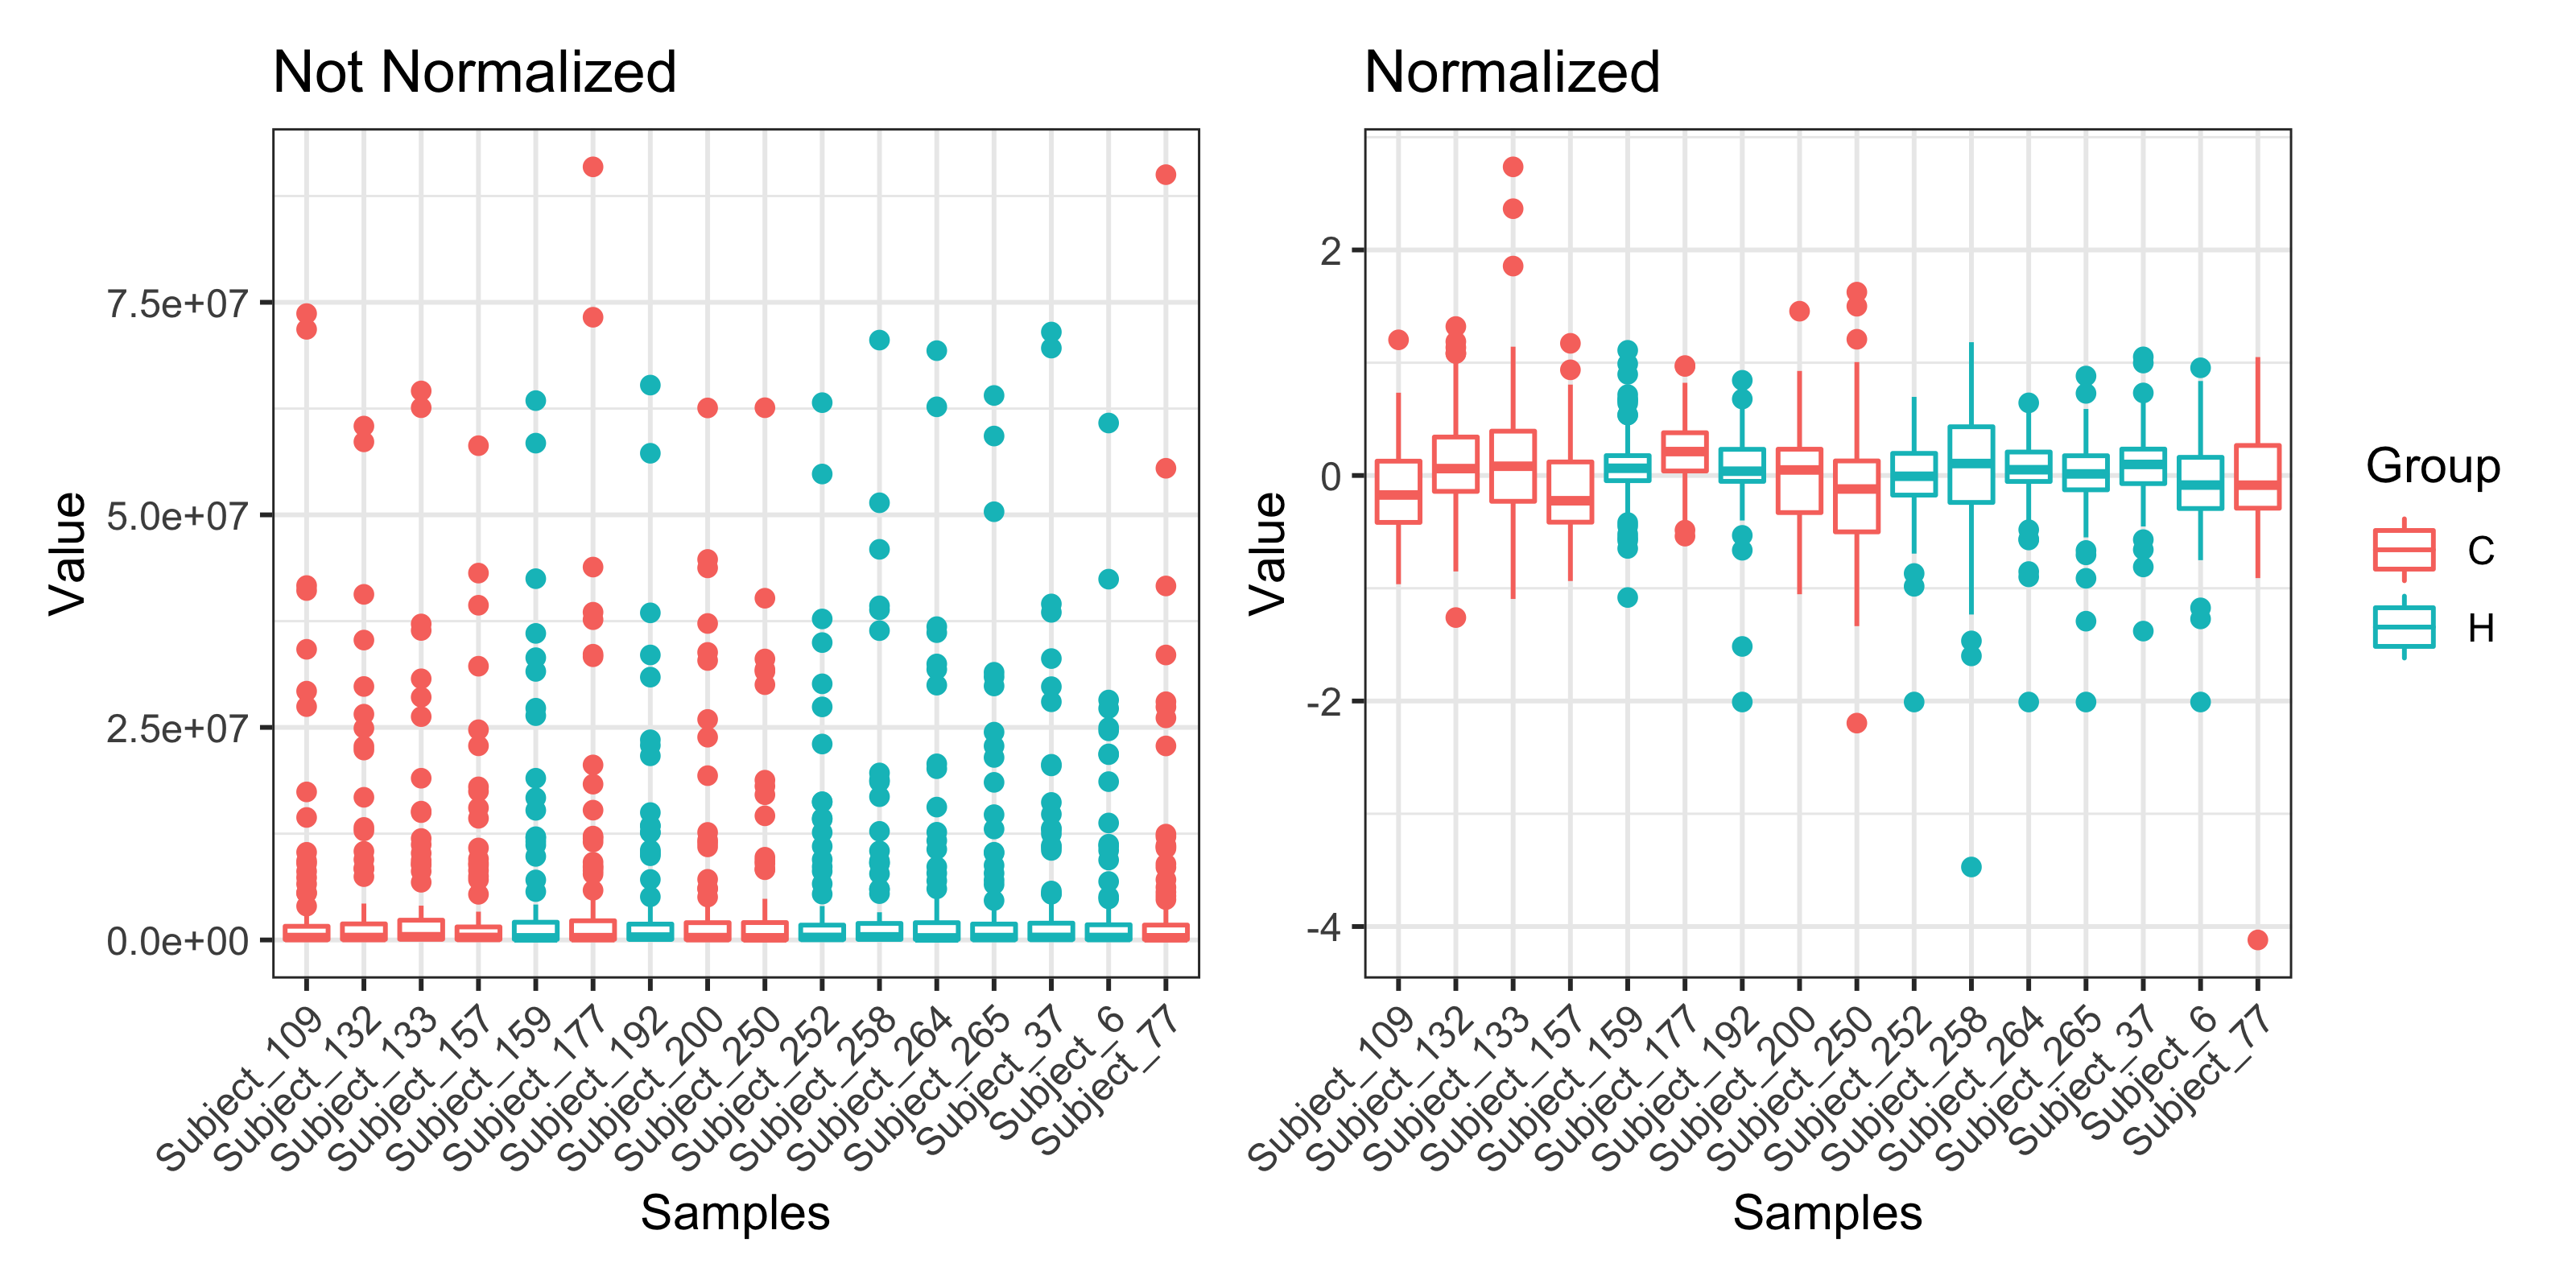 Not Normalized
Value
7.5e+07
5.0e+07
2.5e+07
0.0e+00
Subject_109
Subject_132
Subject_133
Subject_157
Subject_159
Subject_177
Subject_192
Subject_200
Subject_250
Subject_252
Subject_258
Subject_264
Subject_265
Subject_37
Subject_6
Subject_77
Samples
Normalized
Value
2
0
-2
-4
Subject_109
Subject_132
Subject_133
Subject_157
Subject_159
Subject_177
Subject_192
Subject_200
Subject_250
Subject_252
Subject_258
Subject_264
Subject_265
Subject_37
Subject_6
Subject_77
Samples
Group
C
H